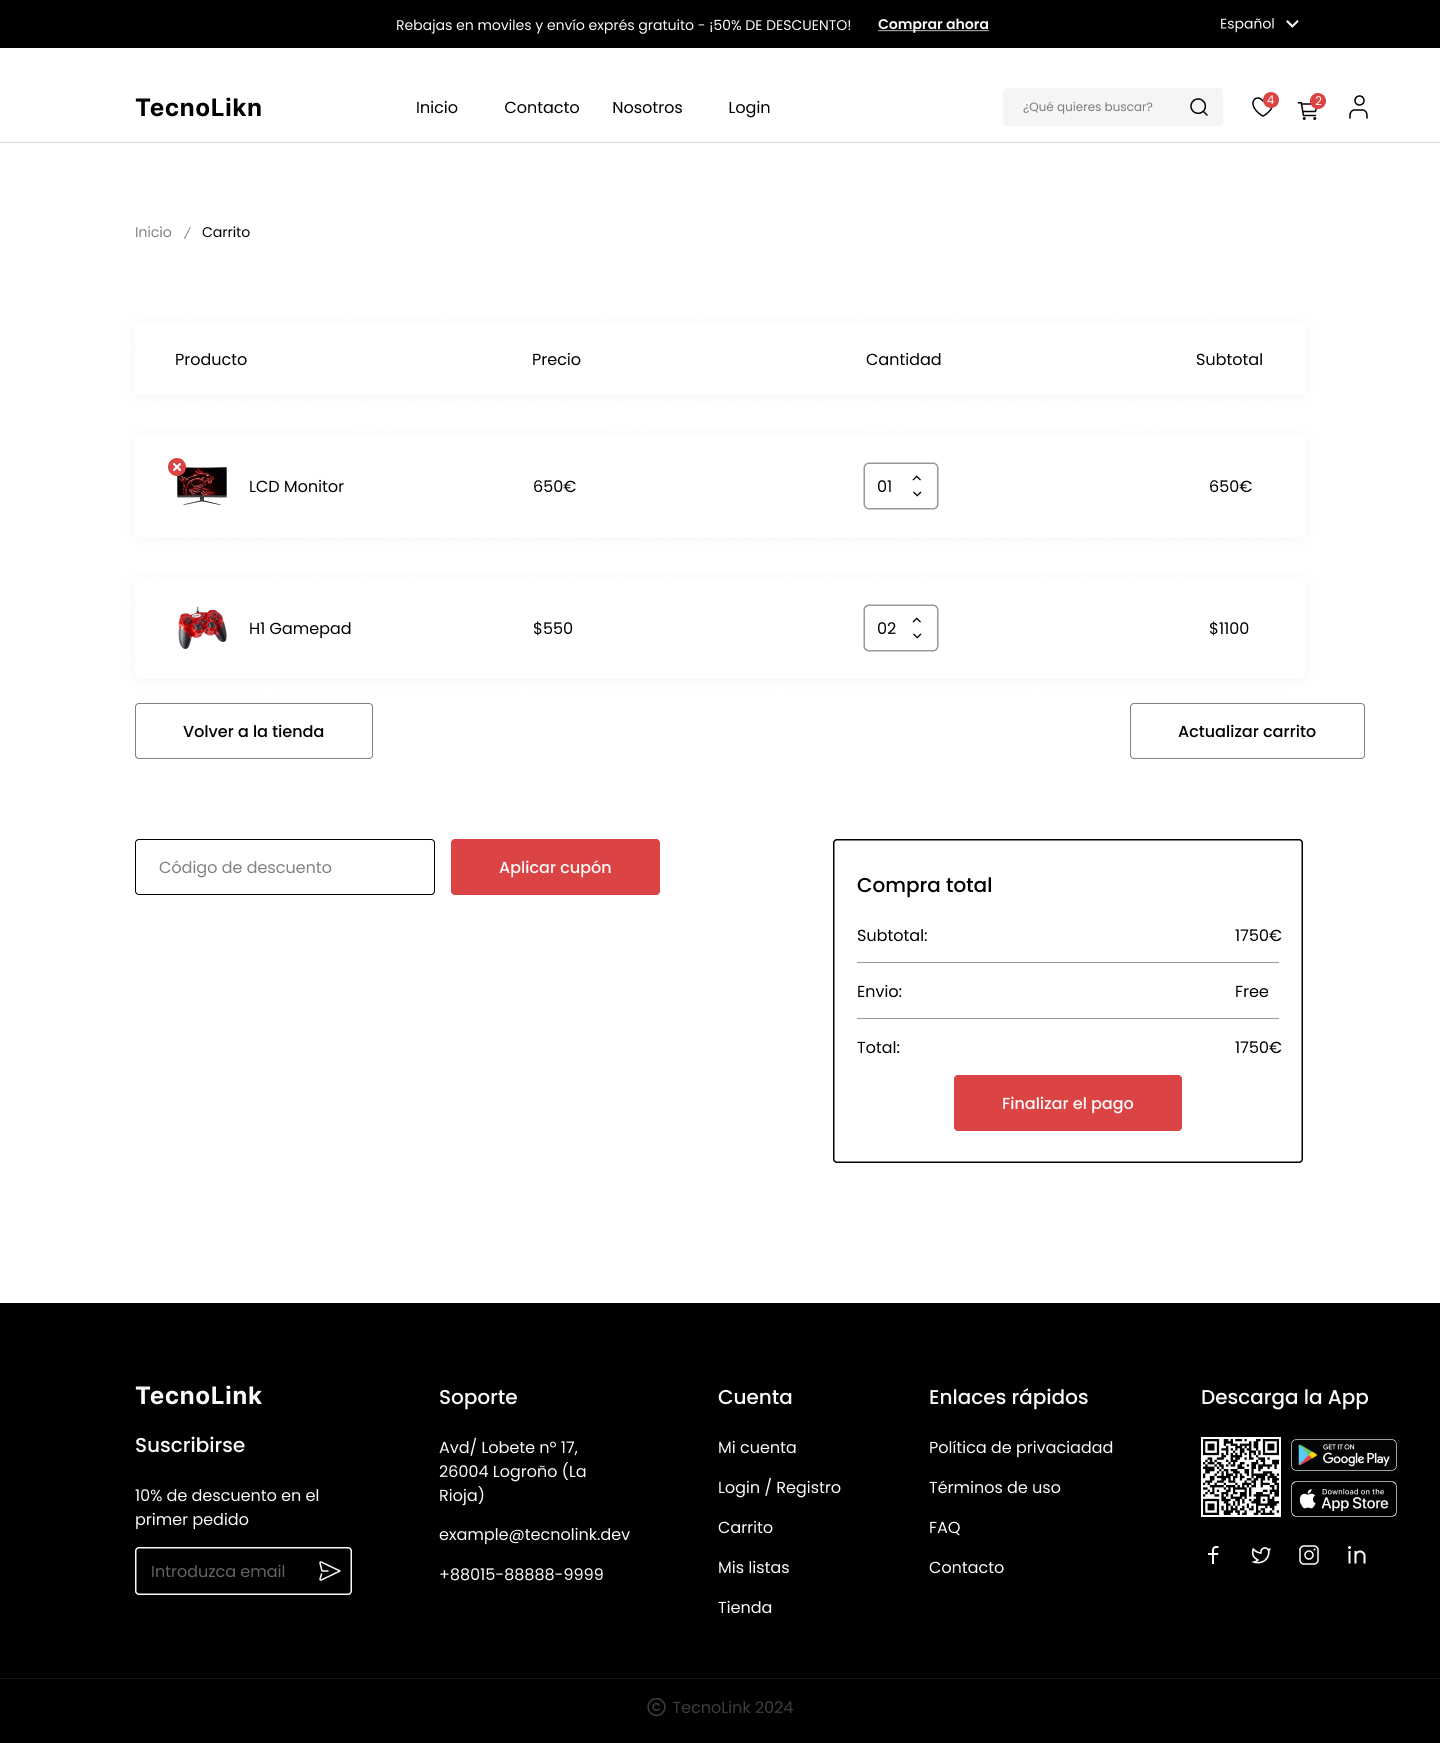 Rebajas en moviles y envío exprés gratuito - ¡50% DE DESCUENTO! Comprar ahora Español
TecnoLikn Inicio Contacto Nosotros Login ¿Qué quieres buscar? 4 2
Inicio / Carrito
Producto Precio Cantidad Subtotal
LCD Monitor 650€ 01 650€
H1 Gamepad $550 02 $1100
Volver a la tienda Actualizar carrito
Código de descuento Aplicar cupón
Compra total
Subtotal: 1750€
Envio: Free
Total: 1750€
Finalizar el pago
TecnoLink
Suscribirse
10% de descuento en el
primer pedido
Introduzca email
Soporte
Avd/ Lobete nº 17,
26004 Logroño (La
Rioja)
example@tecnolink.dev
+88015-88888-9999
Cuenta
Mi cuenta
Login / Registro
Carrito
Mis listas
Tienda
Enlaces rápidos
Política de privaciadad
Términos de uso
FAQ
Contacto
Descarga la App
GET IT ON
Google Play
Download on the
App Store
© TecnoLink 2024